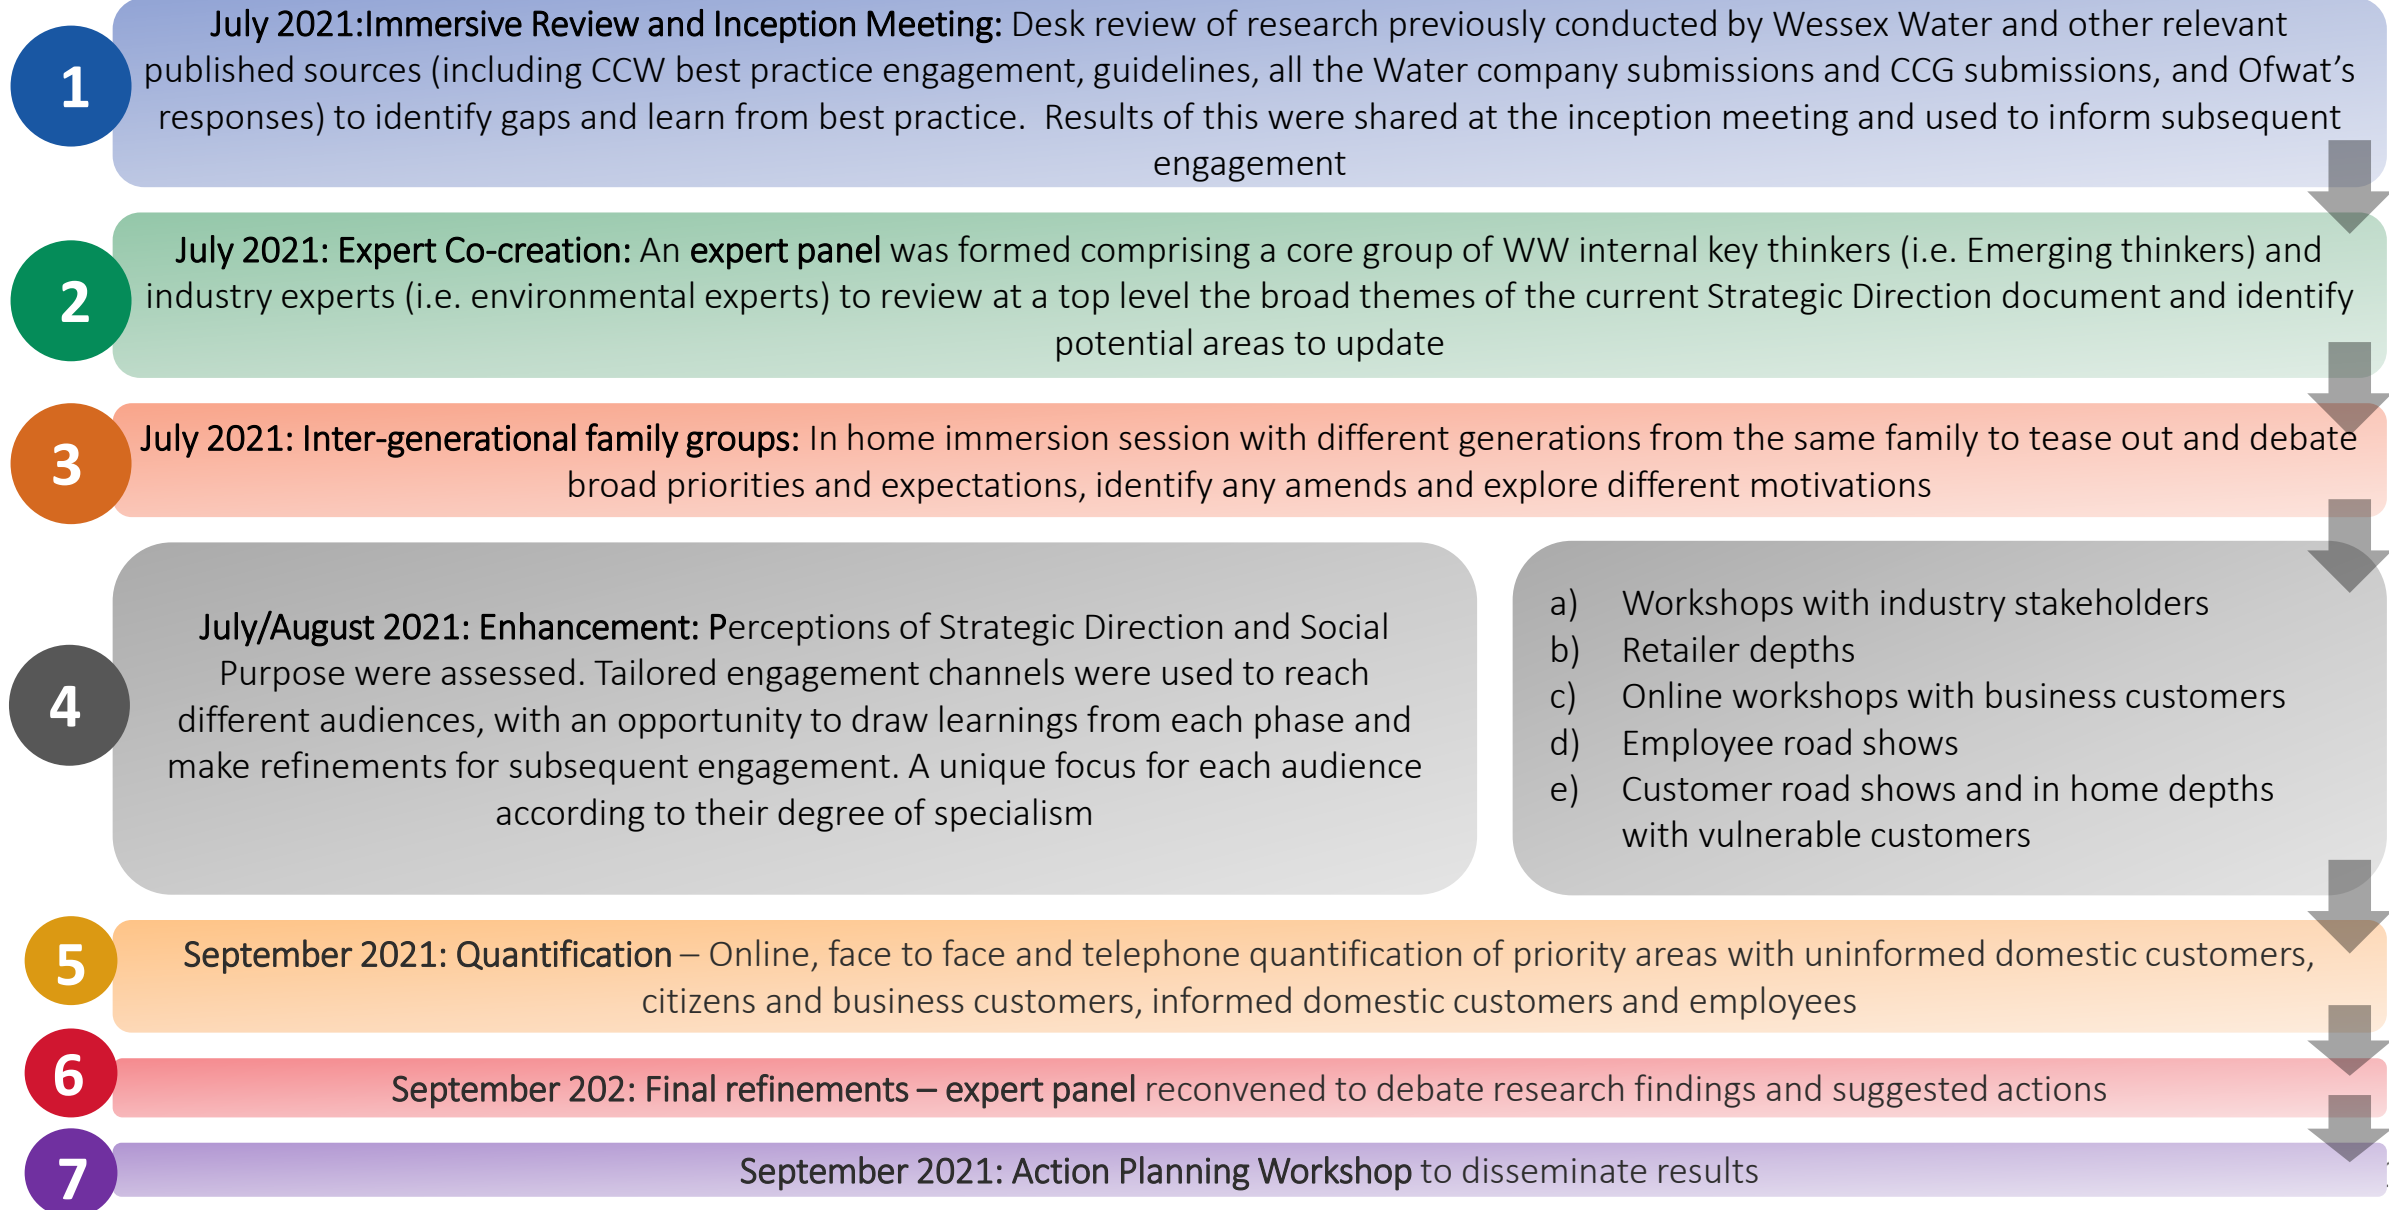 1
July 2021:Immersive Review and Inception Meeting: Desk review of research previously conducted by Wessex Water and other relevant
published sources (including CCW best practice engagement, guidelines, all the Water company submissions and CCG submissions, and Ofwat’s
responses) to identify gaps and learn from best practice.  Results of this were shared at the inception meeting and used to inform subsequent
engagement
2
July 2021: Expert Co-creation: An expert panel was formed comprising a core group of WW internal key thinkers (i.e. Emerging thinkers) and
industry experts (i.e. environmental experts) to review at a top level the broad themes of the current Strategic Direction document and identify
potential areas to update
3
July 2021: Inter-generational family groups: In home immersion session with different generations from the same family to tease out and debate
broad priorities and expectations, identify any amends and explore different motivations
4
July/August 2021: Enhancement: Perceptions of Strategic Direction and Social
Purpose were assessed. Tailored engagement channels were used to reach
different audiences, with an opportunity to draw learnings from each phase and
make refinements for subsequent engagement. A unique focus for each audience
according to their degree of specialism
a) Workshops with industry stakeholders
b) Retailer depths
c) Online workshops with business customers
d) Employee road shows
e) Customer road shows and in home depths
with vulnerable customers
5
September 2021: Quantification – Online, face to face and telephone quantification of priority areas with uninformed domestic customers,
citizens and business customers, informed domestic customers and employees
6
September 202: Final refinements – expert panel reconvened to debate research findings and suggested actions
7
September 2021: Action Planning Workshop to disseminate results